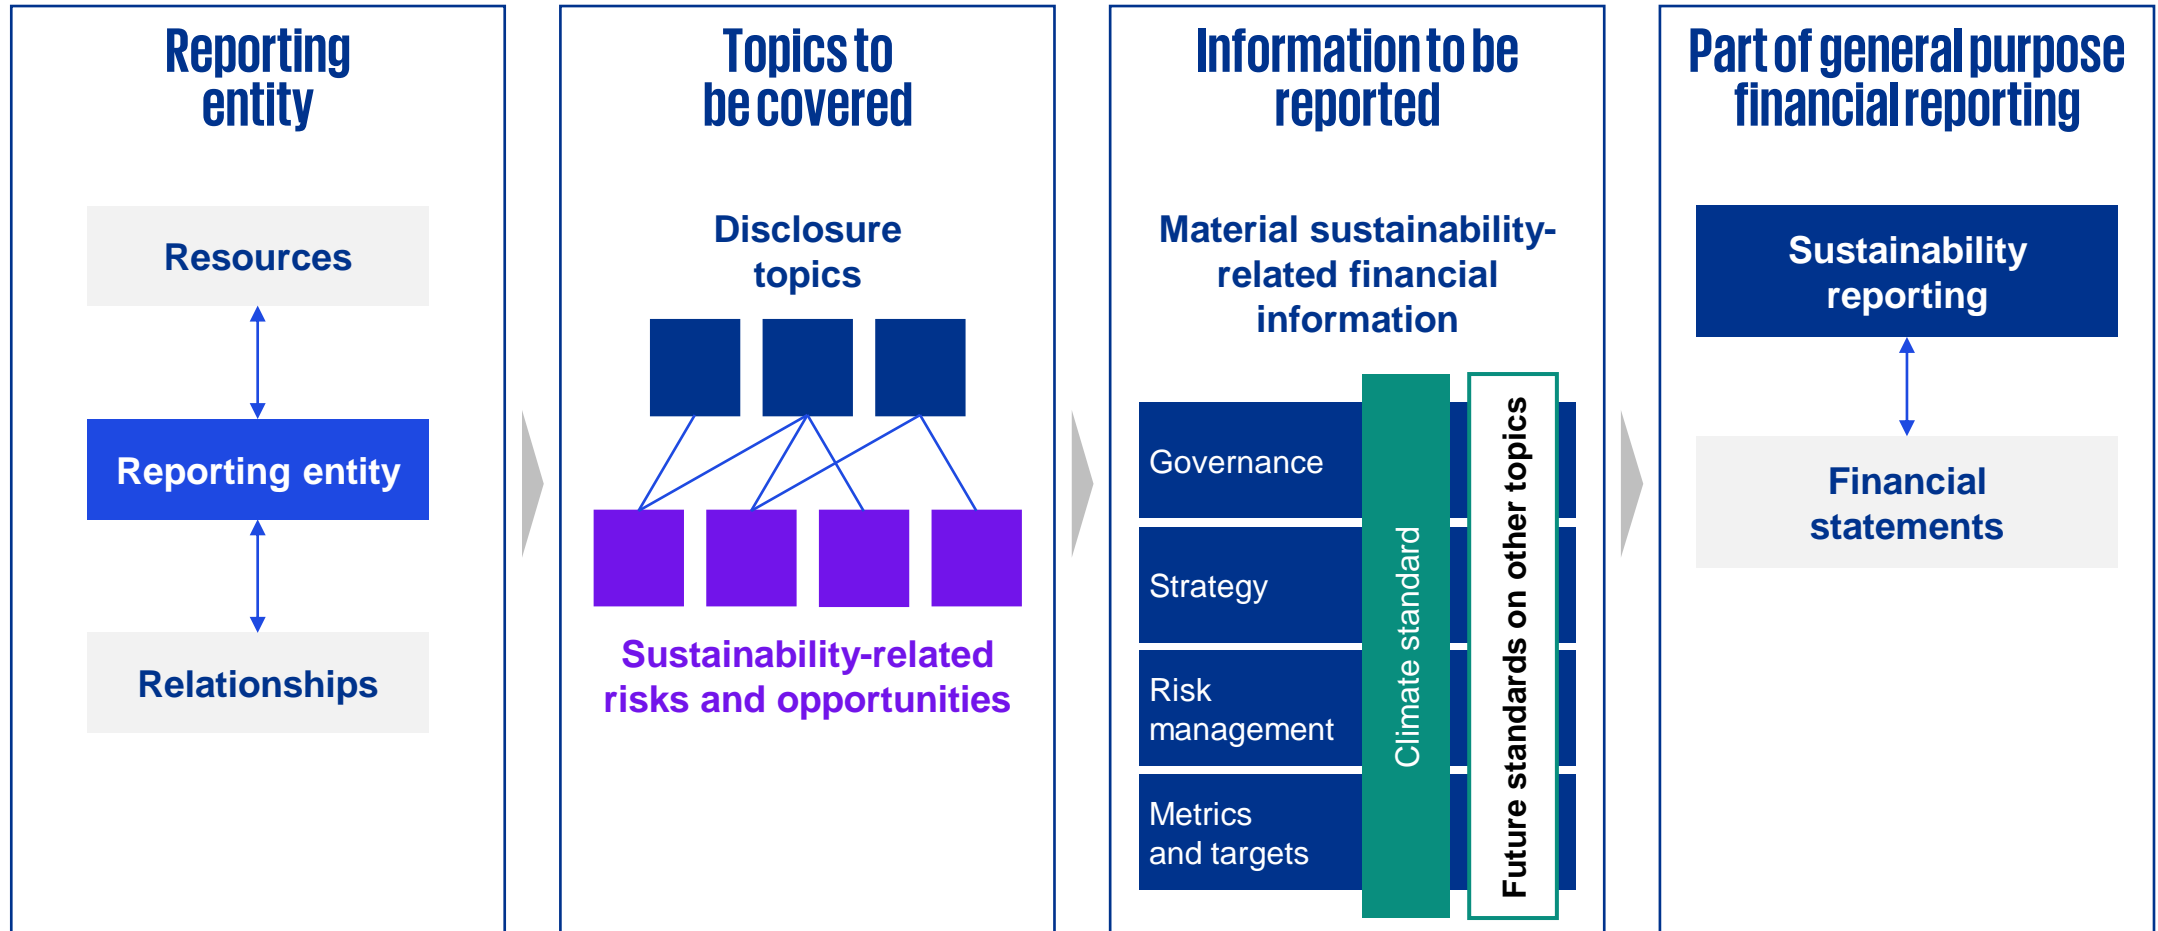 Reporting
entity
Resources
Reporting entity
Relationships
Topics to
be covered
Disclosure
topics
Sustainability-related
risks and opportunities
Information to be
reported
Material sustainability-
related financial
information
Governance
Strategy
Risk
management
Metrics
and targets
Climate standard
Future standards on other topics
Part of general purpose
financial reporting
Sustainability
reporting
Financial
statements